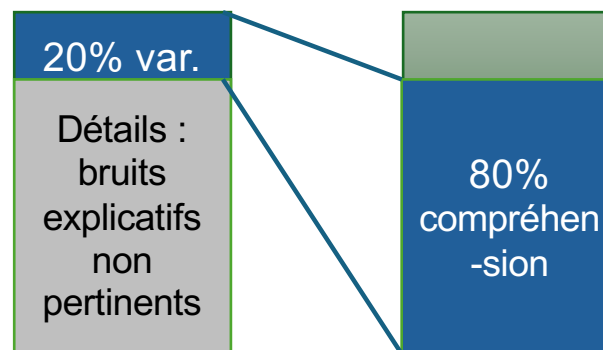 20% var.
Détails :
bruits
explicatifs
non
pertinents
80%
compréhen
-sion